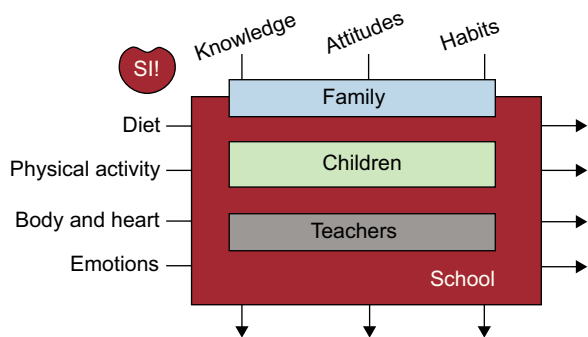 Knowledge
Attitudes
Habits
SI!
Family
Diet
Children
Physical activity
Body and heart
Teachers
Emotions
School